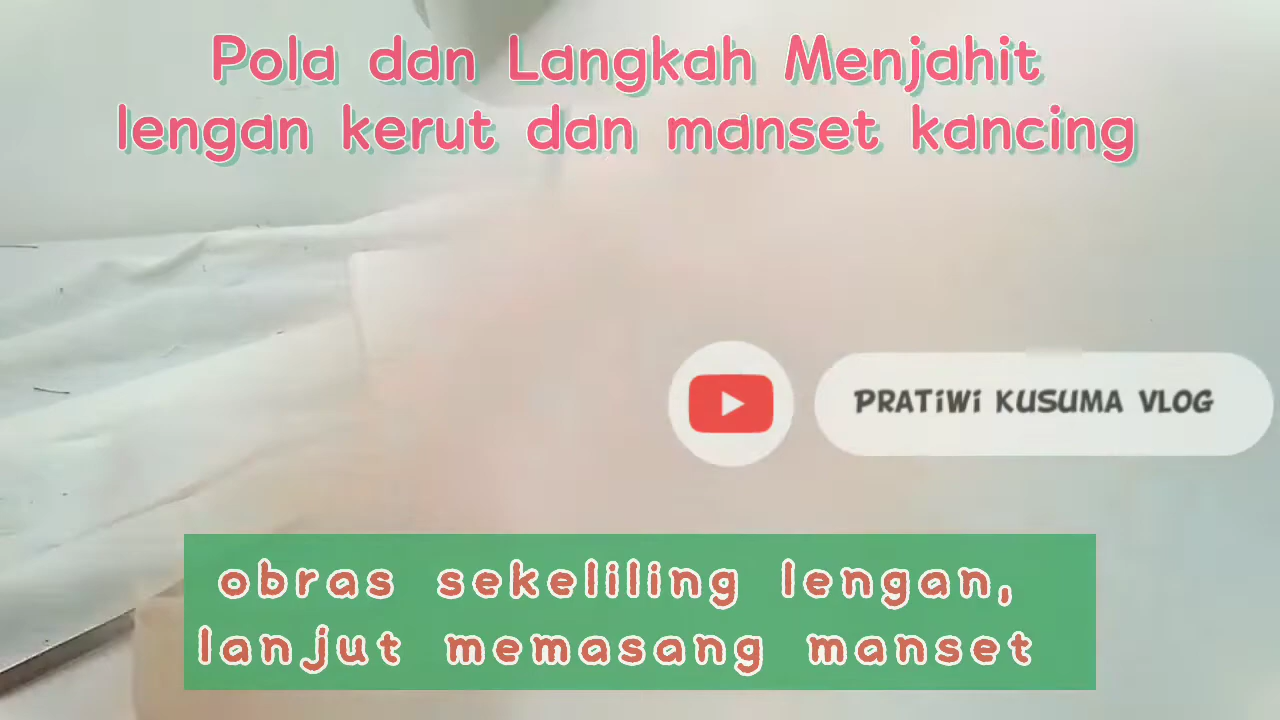 Pola dan Langkah Menjahit
lengan kerut dan manset kancing
PRATIWI KUSUMA VLOG
obras sekeliling lengan,
lanjut memasang manset